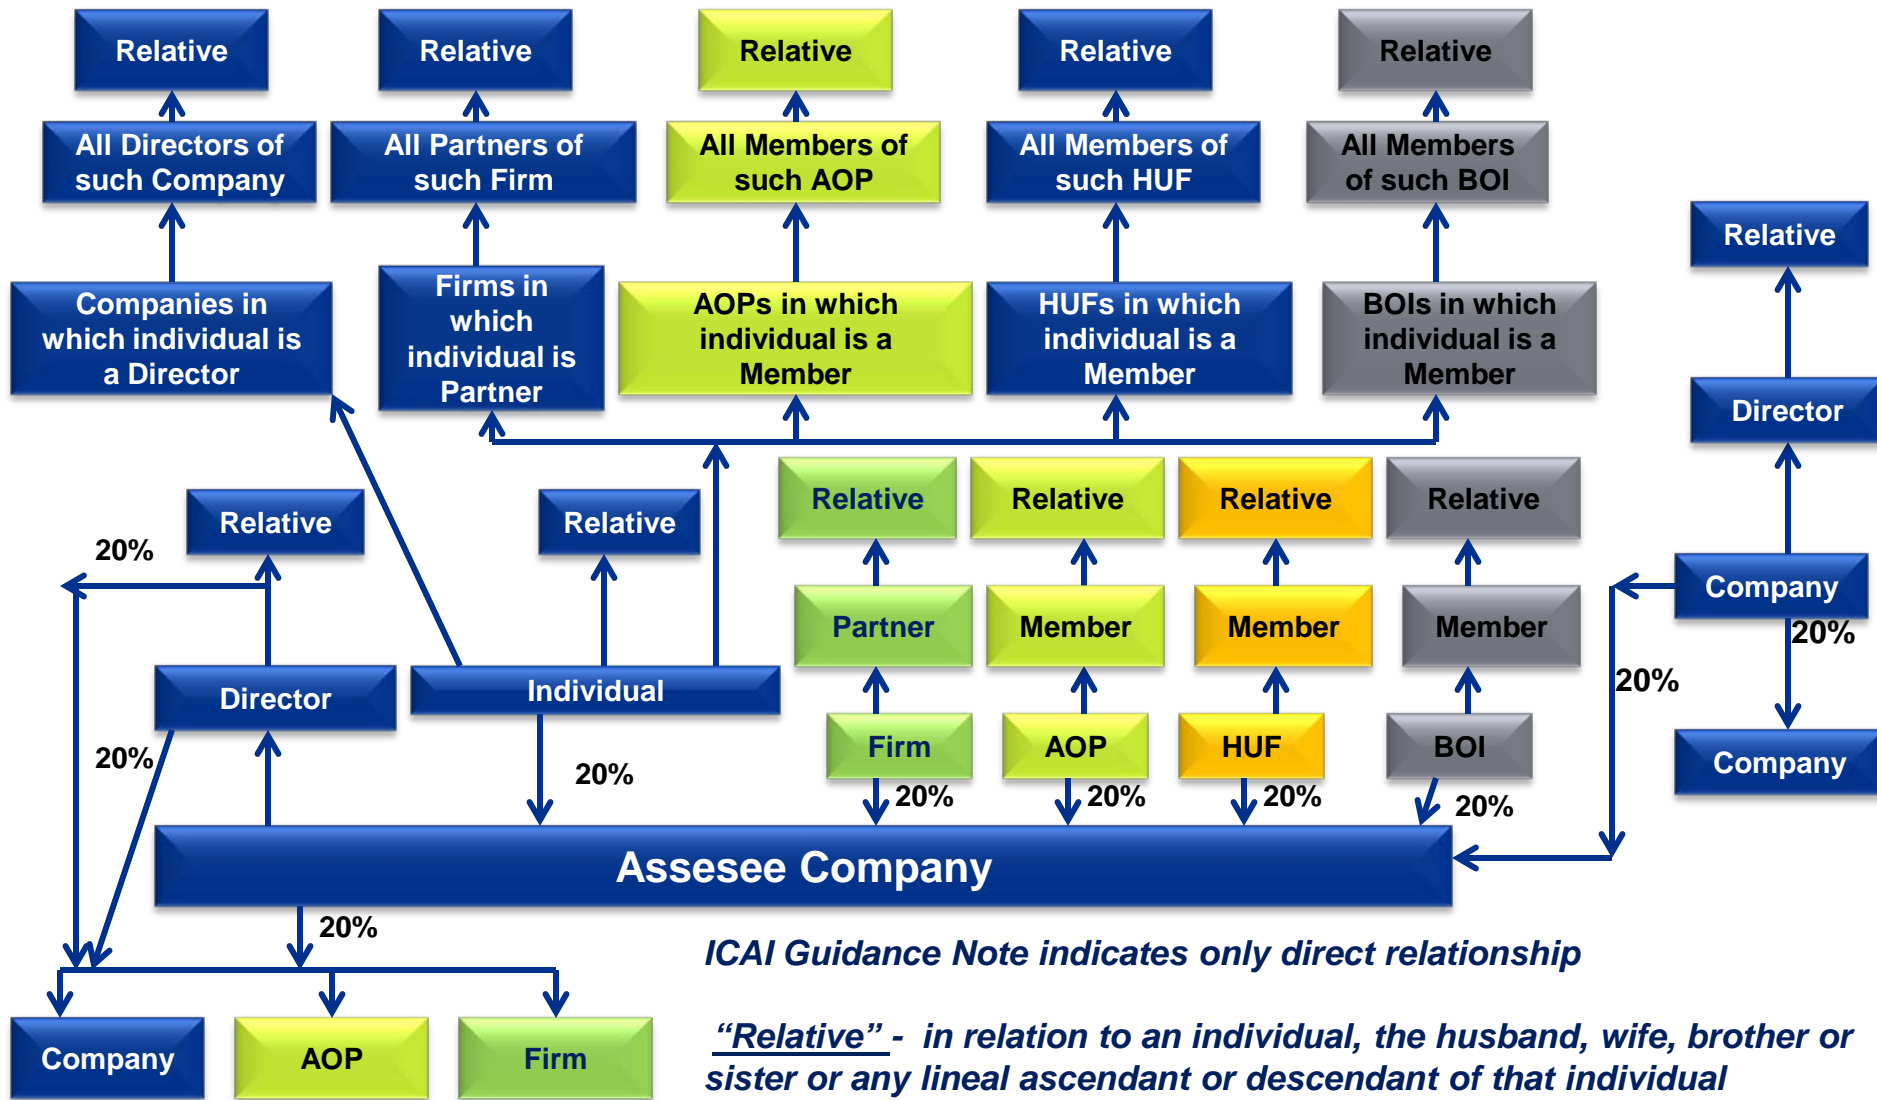 Relative
Relative
Relative
Relative
Relative
All Directors of
such Company
All Partners of
such Firm
All Members of
such AOP
All Members of
such HUF
All Members
of such BOI
Relative
Companies in
which individual is
a Director
Firms in
which
individual is
Partner
AOPs in which
individual is a
Member
HUFs in which
individual is a
Member
BOIs in which
individual is a
Member
Director
Relative
Relative
Relative
Relative
Relative
Relative
20%
Company
20%
Partner
Member
Member
Member
Director
Individual
20%
20%
20%
Firm
AOP
HUF
BOI
Company
20%
20%
20%
20%
Assesee Company
20%
ICAI Guidance Note indicates only direct relationship
Company
AOP
Firm
“Relative” - in relation to an individual, the husband, wife, brother or
sister or any lineal ascendant or descendant of that individual